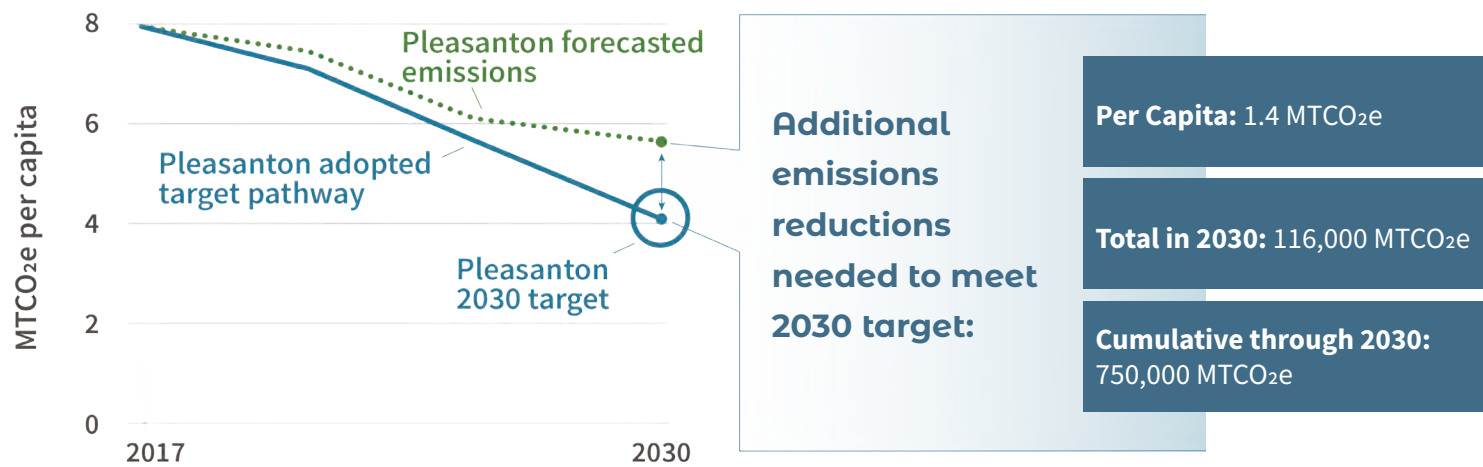 8
6
4
2
0
MTCO₂e per capita
2017
2030
Pleasanton forecasted
emissions
Pleasanton adopted
target pathway
Pleasanton
2030 target
Additional
emissions
reductions
needed to meet
2030 target:
Per Capita: 1.4 MTCO₂e
Total in 2030: 116,000 MTCO₂e
Cumulative through 2030:
750,000 MTCO₂e